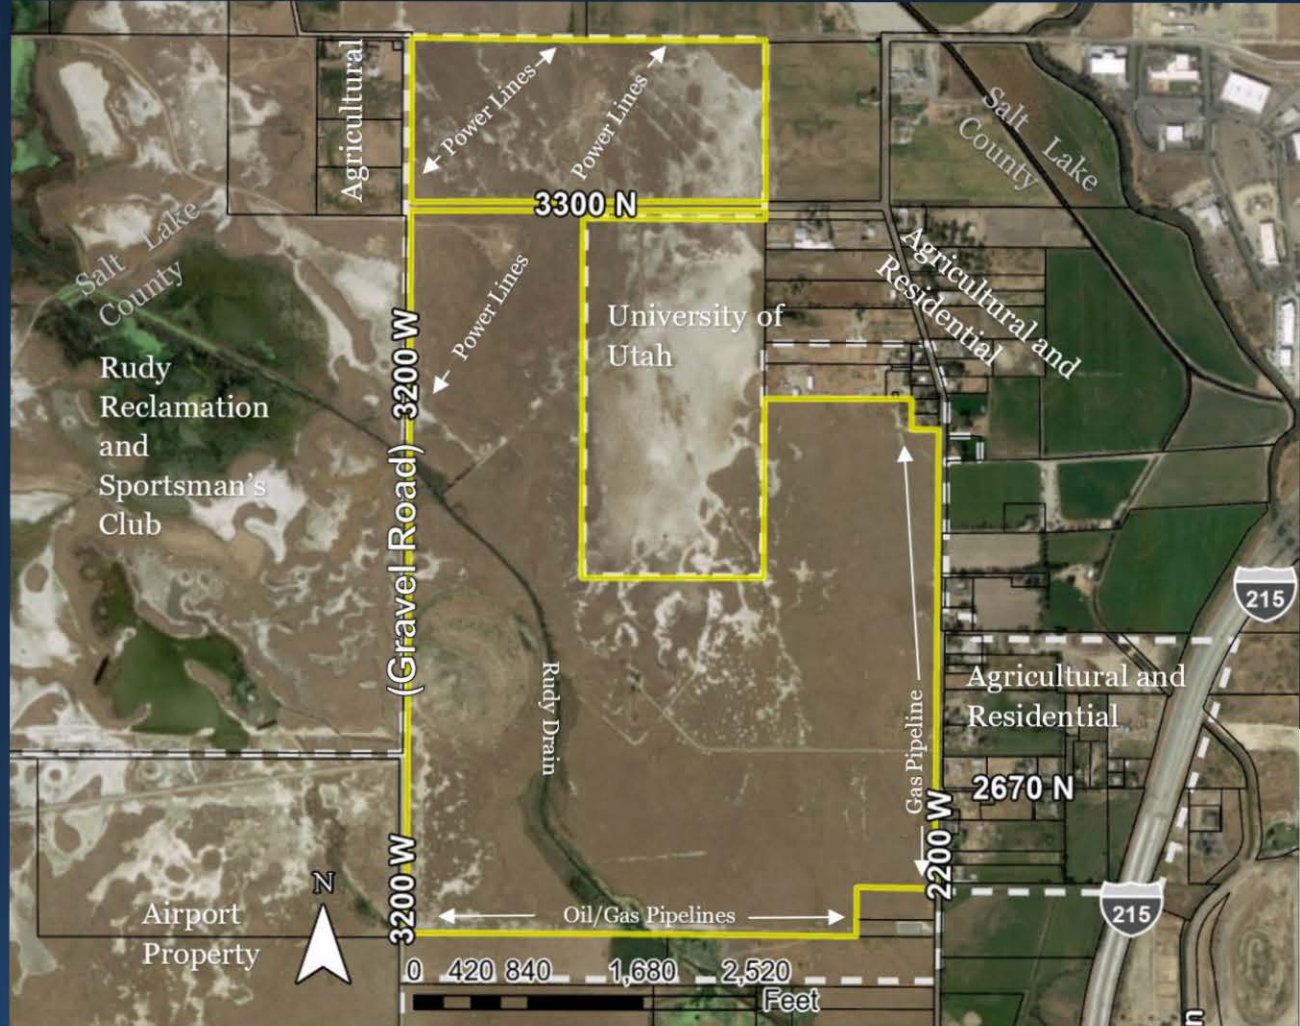 Agricultural
Power Lines
Power Lines
Salt Lake
County
3300 N
Salt Lake
County
Power Lines
University of
Utah
Agricultural and
Residential
Rudy
Reclamation
and
Sportsman's
Club
3200 W
(Gravel Road)
Rudy Drain
Gas Pipeline
215
Agricultural and
Residential
2670 N
2200 W
3200 W
N
Airport
Property
Oil/Gas Pipelines
215
0 420 840 1,680 2,520
Feet
n